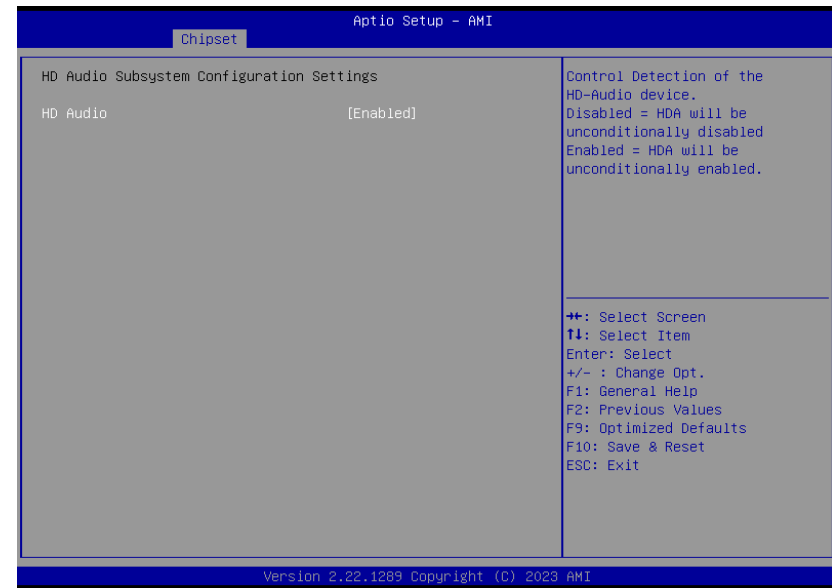 Aptio Setup – AMI
Chipset
HD Audio Subsystem Configuration Settings
HD Audio [Enabled]
Control Detection of the
HD-Audio device.
Disabled = HDA will be
unconditionally disabled
Enabled = HDA will be
unconditionally enabled.
→←: Select Screen
↑↓: Select Item
Enter: Select
+/- : Change Opt.
F1: General Help
F2: Previous Values
F9: Optimized Defaults
F10: Save & Reset
ESC: Exit
Version 2.22.1289 Copyright (C) 2023 AMI